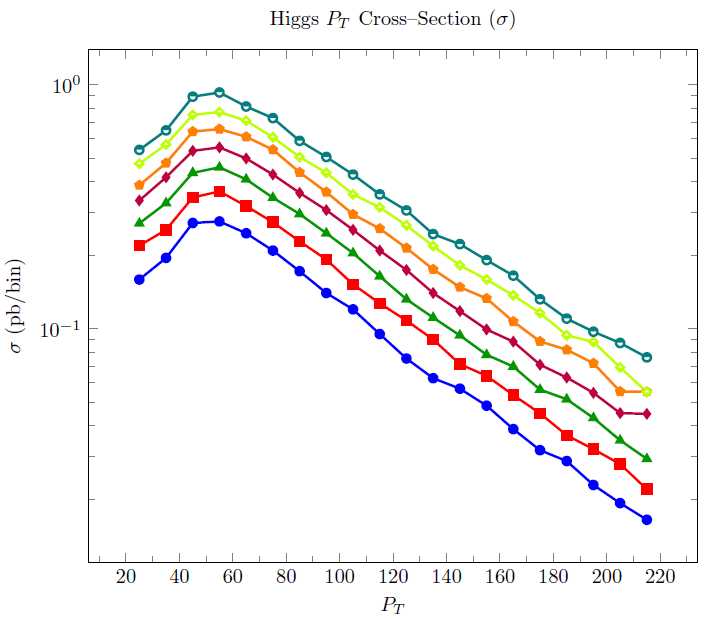 Higgs P_T Cross–Section (σ)
10^0
10^−1
σ (pb/bin)
20 40 60 80 100 120 140 160 180 200 220
P_T